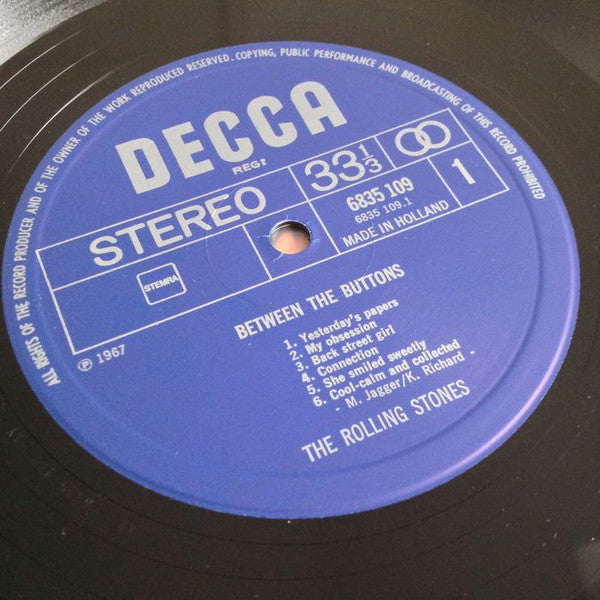 ALL RIGHTS OF THE RECORD PRODUCER AND OF THE OWNER OF THE WORK REPRODUCED RESERVED. COPYING, PUBLIC PERFORMANCE AND BROADCASTING OF THIS RECORD PROHIBITED
DECCA
REG!
STEREO
33 1/3
1
6835 109
6835 109.1
MADE IN HOLLAND
STEMRA
℗ 1967
BETWEEN THE BUTTONS
1. Yesterday's papers
2. My obsession
3. Back street girl
4. Connection
5. She smiled sweetly
6. Cool-calm and collected
- M. Jagger/K. Richard -
THE ROLLING STONES